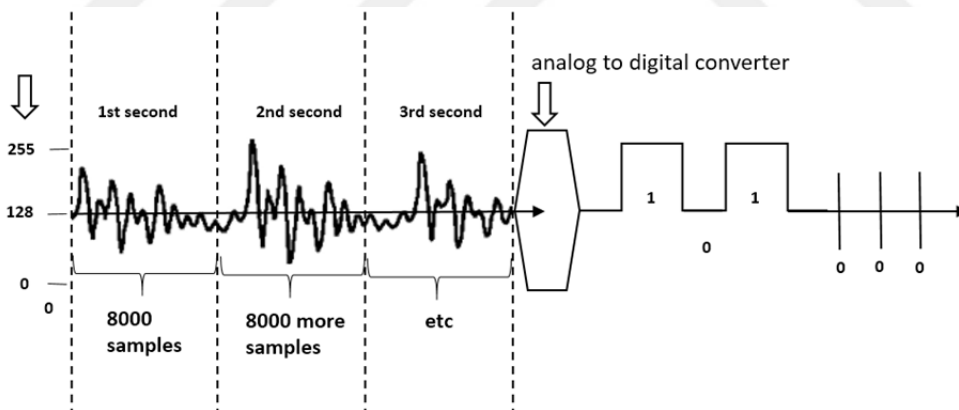 analog to digital converter
1st second
2nd second
3rd second
255
128
0
0
8000
samples
8000 more
samples
etc
1
1
0
0
0
0